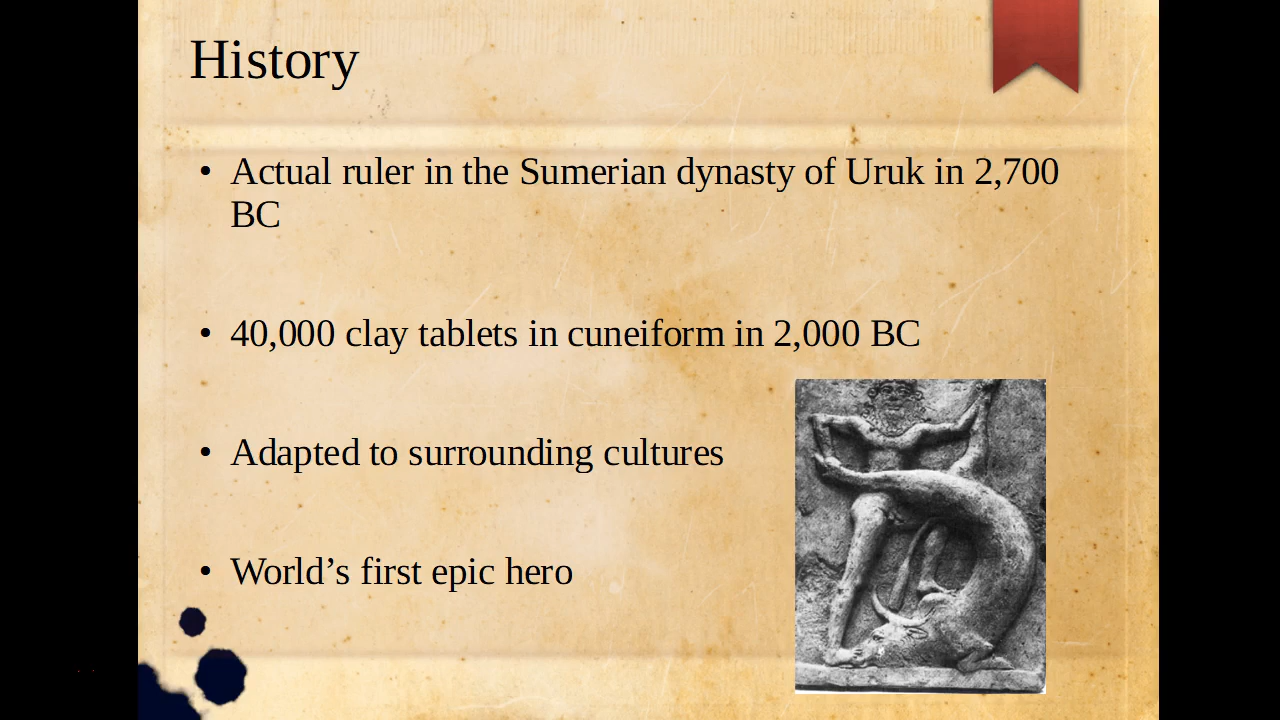 History
• Actual ruler in the Sumerian dynasty of Uruk in 2,700
BC
• 40,000 clay tablets in cuneiform in 2,000 BC
• Adapted to surrounding cultures
• World’s first epic hero